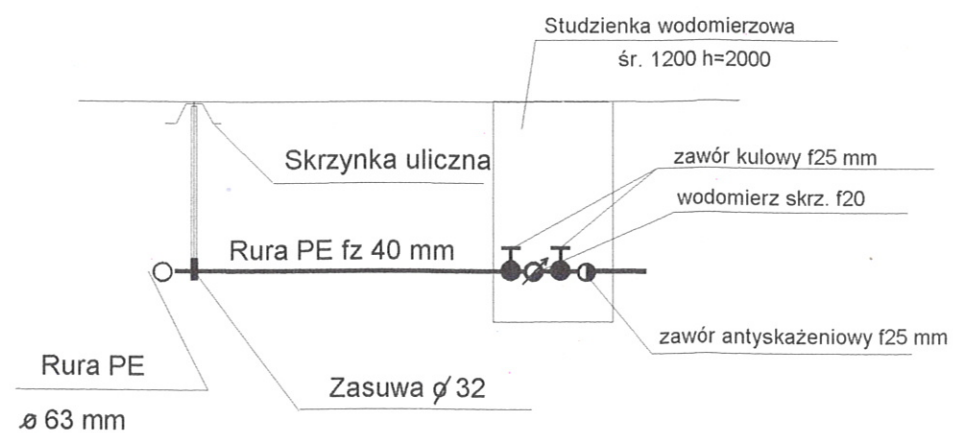 Studzienka wodomierzowa
śr. 1200 h=2000
Skrzynka uliczna
zawór kulowy f25 mm
wodomierz skrz. f20
Rura PE fz 40 mm
zawór antyskażeniowy f25 mm
Rura PE
ø 63 mm
Zasuwa ø 32